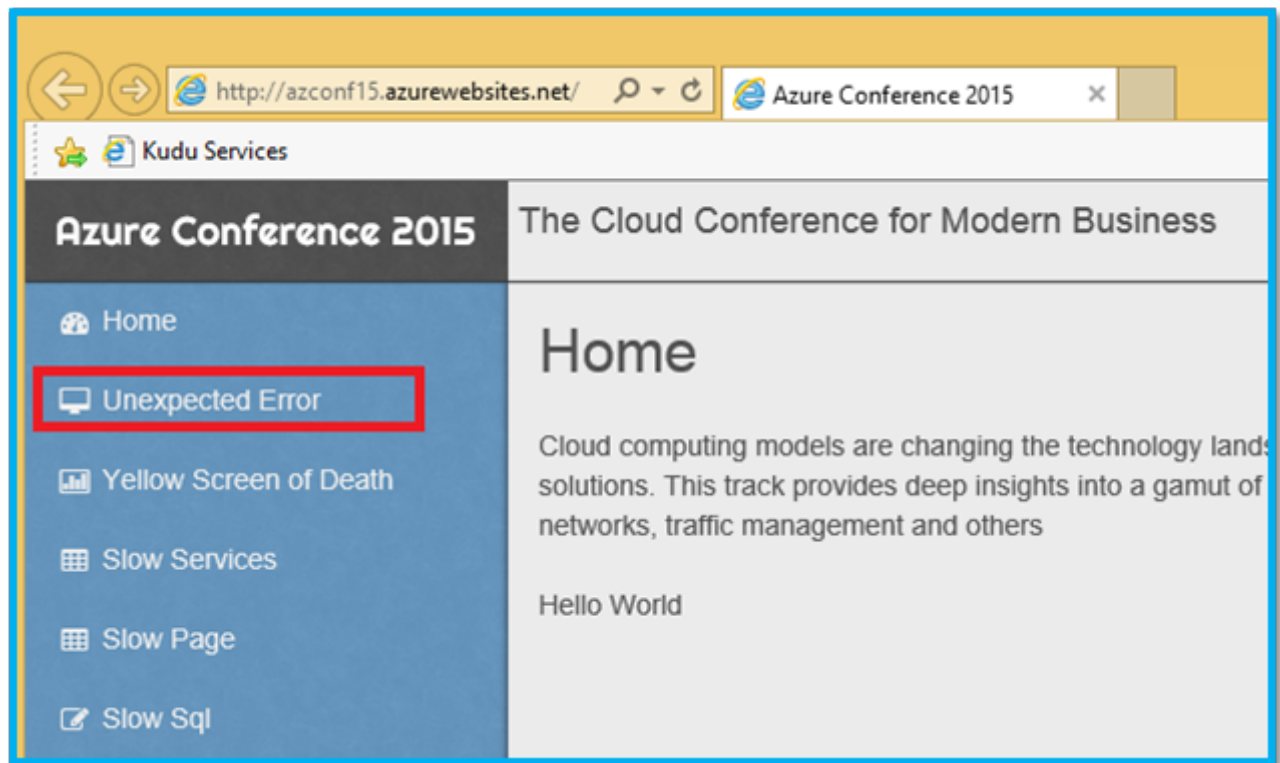 http://azconf15.azurewebsites.net/
Azure Conference 2015
Kudu Services
Azure Conference 2015
The Cloud Conference for Modern Business
Home
Unexpected Error
Yellow Screen of Death
Slow Services
Slow Page
Slow Sql
Home
Cloud computing models are changing the technology
solutions. This track provides deep insights into a gamut of
networks, traffic management and others
Hello World